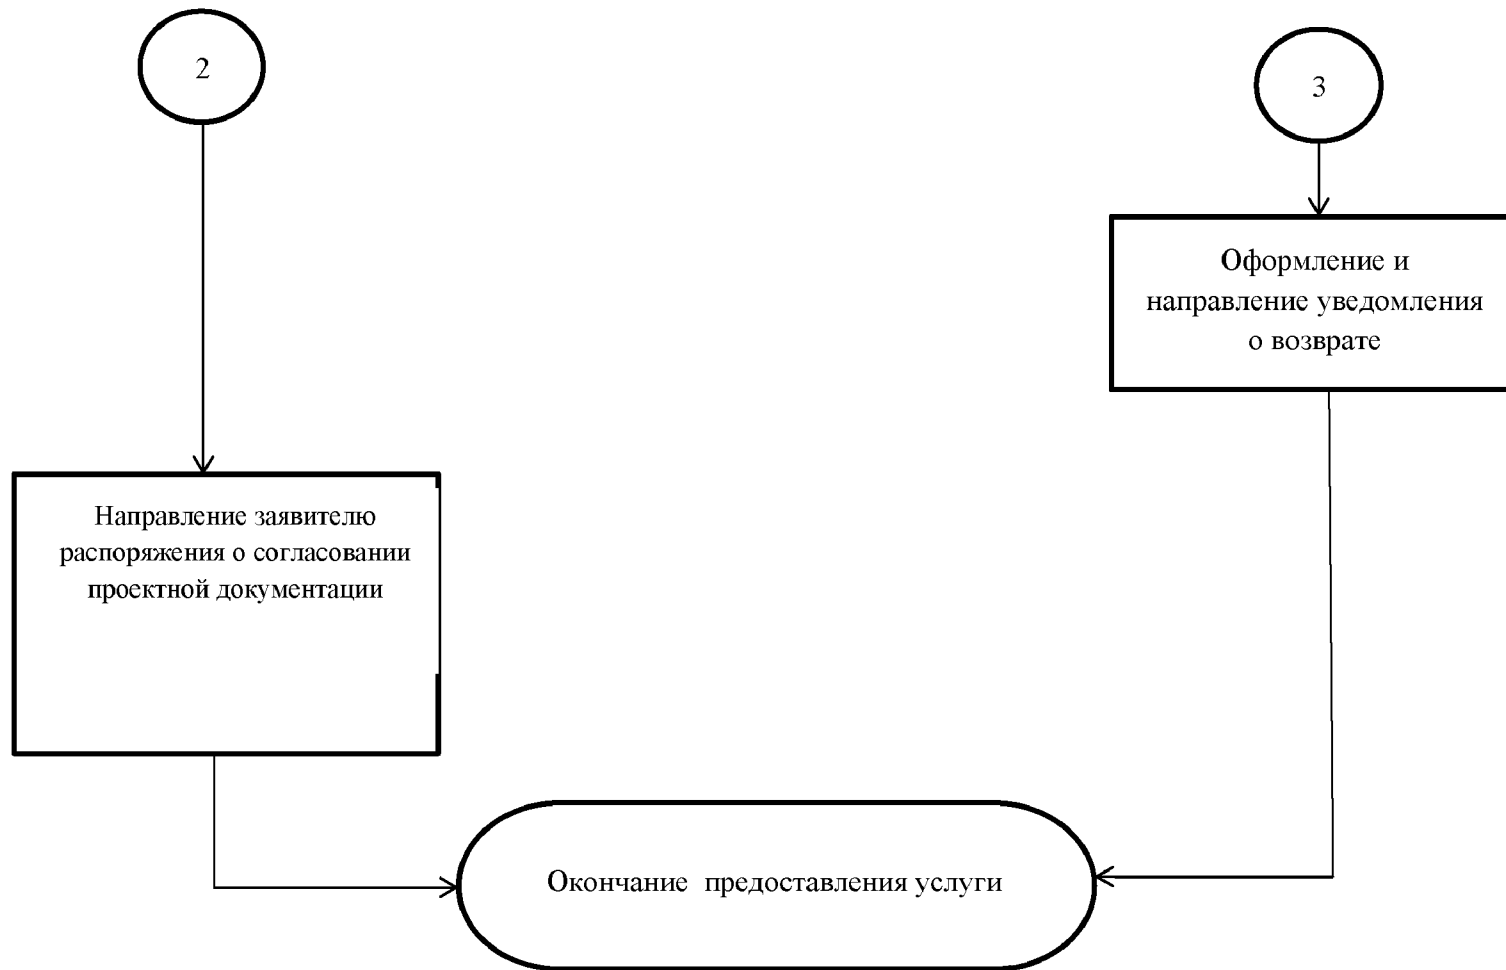 2
3
Оформление и
направление уведомления
о возврате
Направление заявителю
распоряжения о согласовании
проектной документации
Окончание предоставления услуги